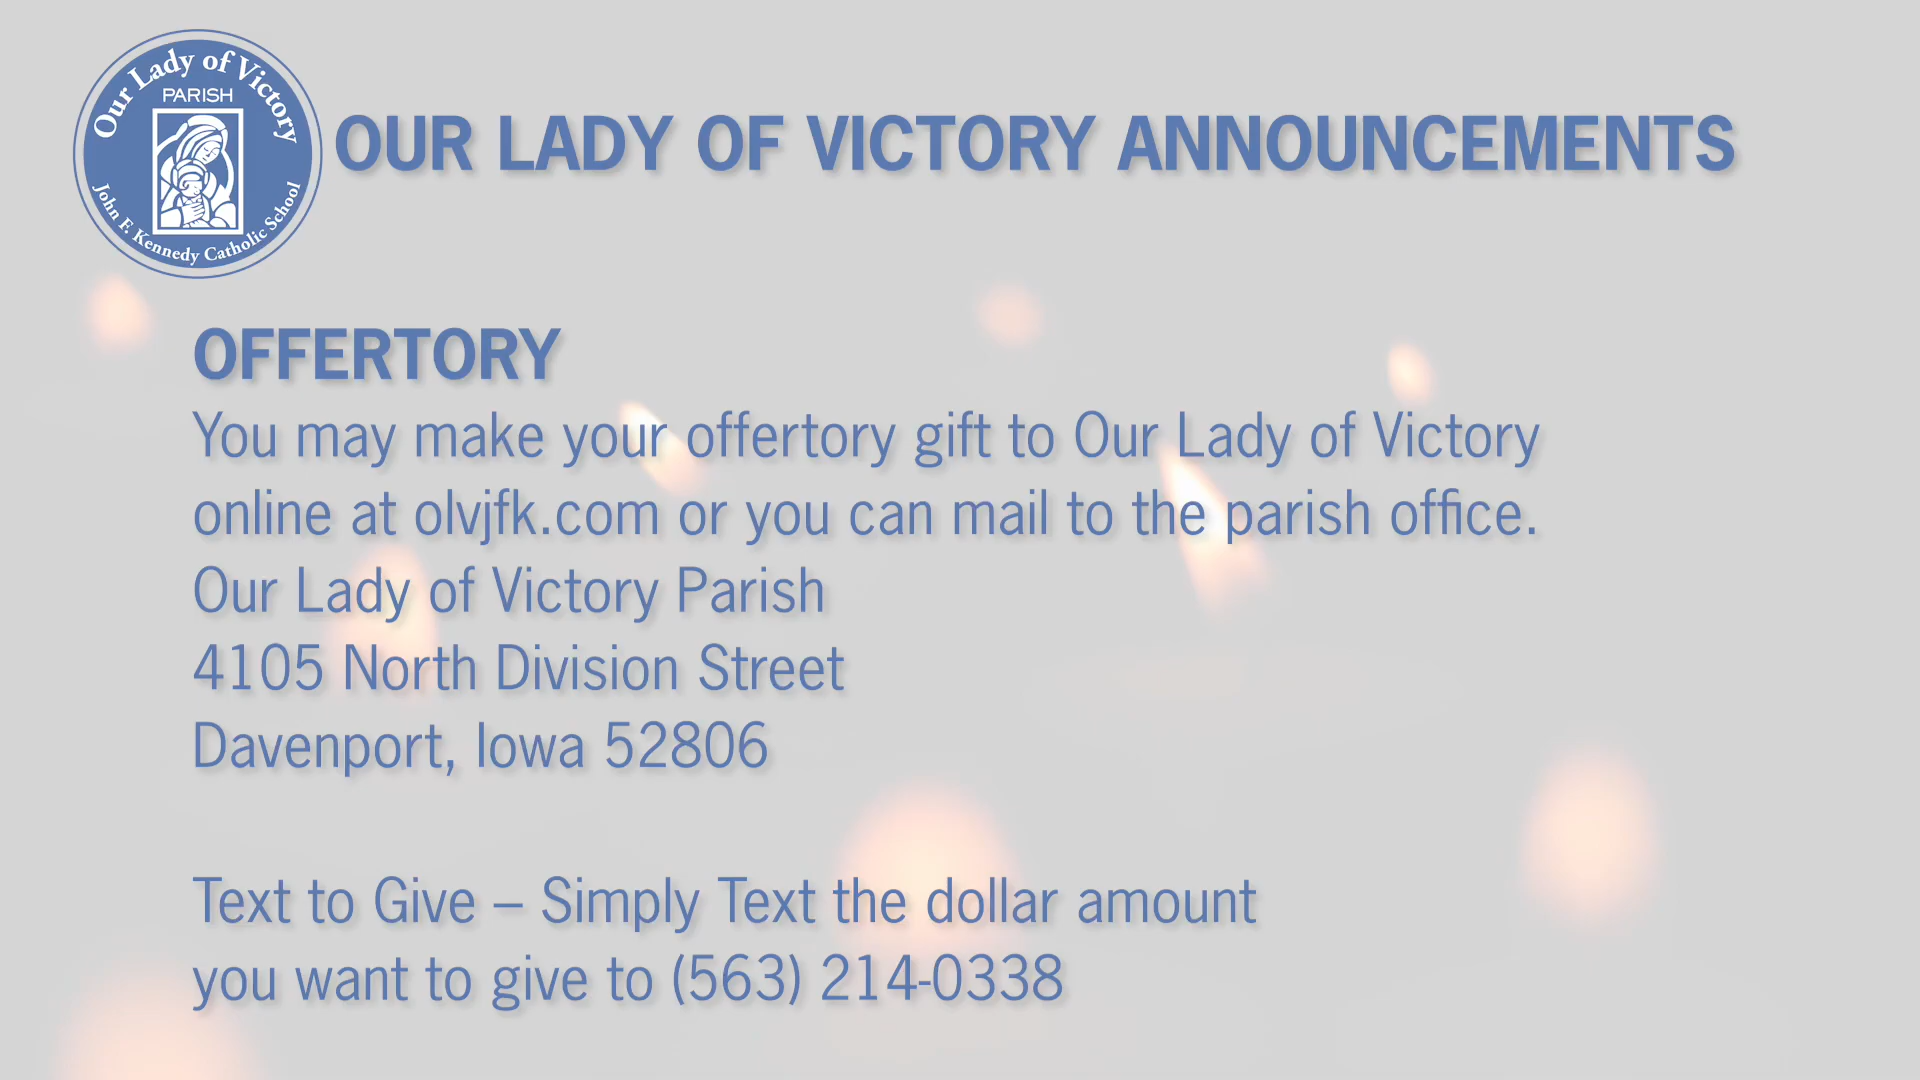 Our Lady of Victory
PARISH
John F. Kennedy Catholic School
OUR LADY OF VICTORY ANNOUNCEMENTS
OFFERTORY
You may make your offertory gift to Our Lady of Victory
online at olvjfk.com or you can mail to the parish office.
Our Lady of Victory Parish
4105 North Division Street
Davenport, Iowa 52806
Text to Give – Simply Text the dollar amount
you want to give to (563) 214-0338